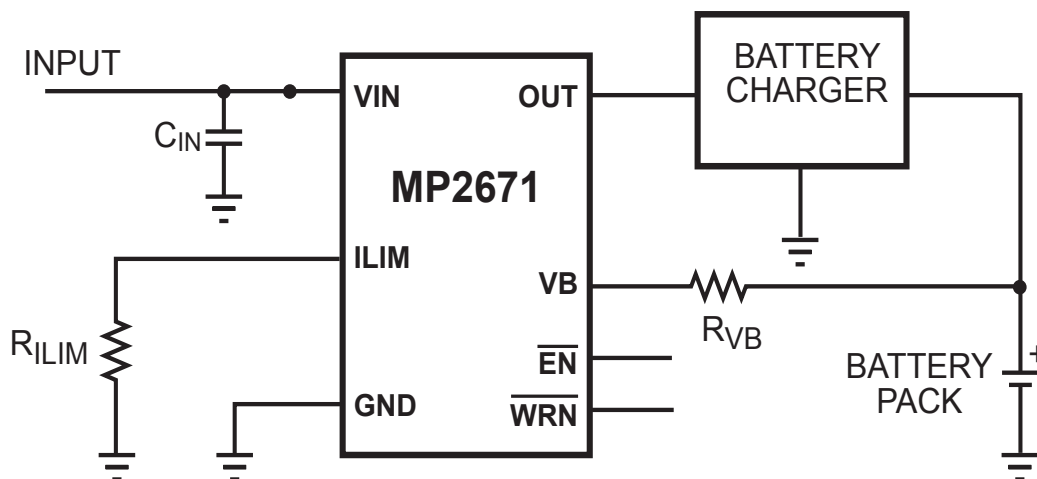 INPUT
CIN
RILIM
VIN
OUT
MP2671
ILIM
VB
EN
WRN
GND
BATTERY
CHARGER
RVB
BATTERY
PACK
+